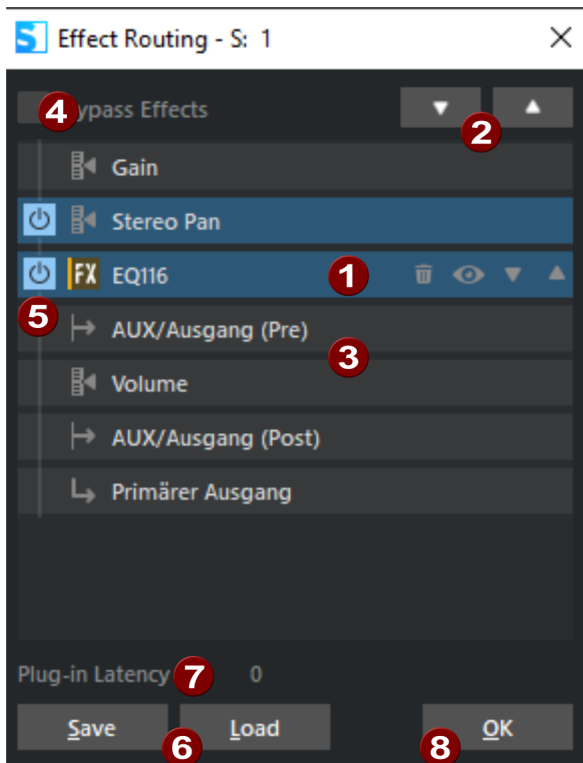 Effect Routing - S: 1
4 ypass Effects
2
Gain
Stereo Pan
FX EQ116 1
5
AUX/Ausgang (Pre)
3
Volume
AUX/Ausgang (Post)
Primärer Ausgang
Plug-in Latency 7 0
Save Load OK
6 8